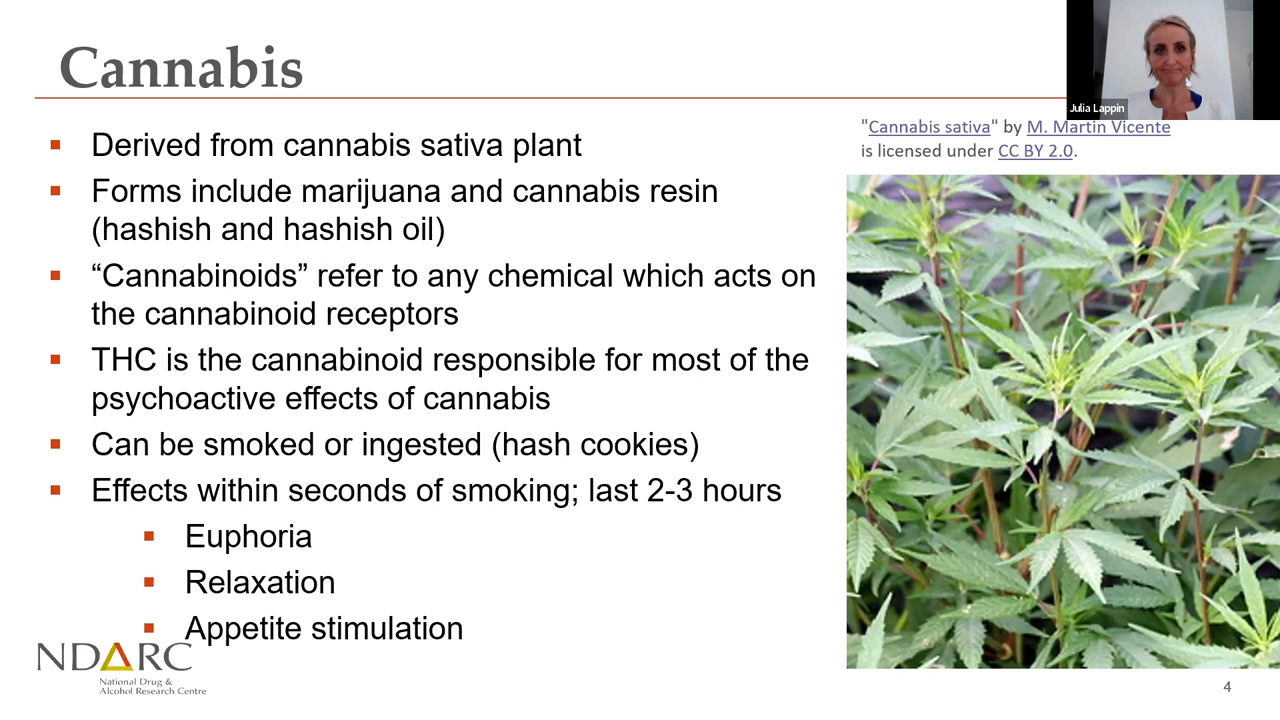 Cannabis
Julia Lappin
"Cannabis sativa" by M. Martin Vicente
is licensed under CC BY 2.0.
▪ Derived from cannabis sativa plant
▪ Forms include marijuana and cannabis resin
(hashish and hashish oil)
▪ “Cannabinoids” refer to any chemical which acts on
the cannabinoid receptors
▪ THC is the cannabinoid responsible for most of the
psychoactive effects of cannabis
▪ Can be smoked or ingested (hash cookies)
▪ Effects within seconds of smoking; last 2-3 hours
▪ Euphoria
▪ Relaxation
▪ Appetite stimulation
NDARC
National Drug &
Alcohol Research Centre
4